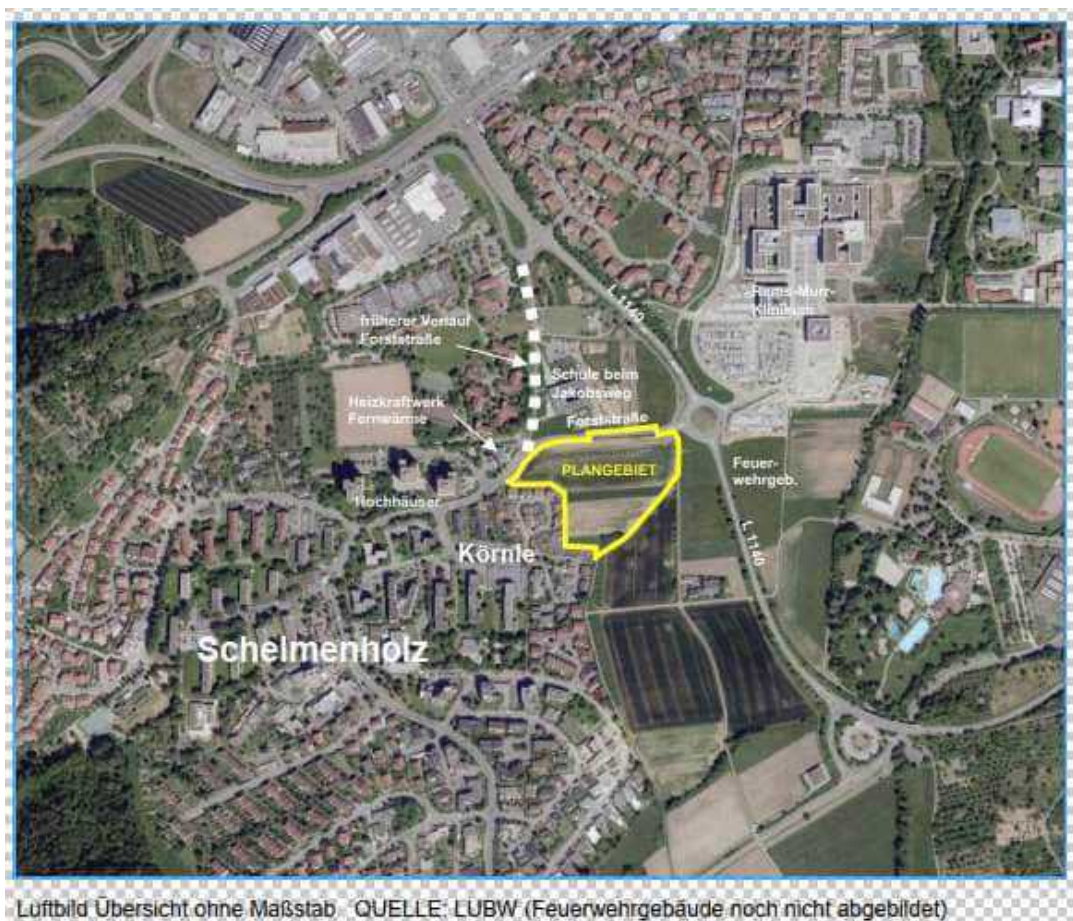 Rems-Murr-
Klinikum
L 1140
früherer Verlauf
Forststraße
Schule beim
Jakobsweg
Heizkraftwerk
Fernwärme
Forststraße
PLANGEBIET
Feuer-
wehrgeb.
Hochhäuser
L 1140
Körnle
Schelmenholz
Luftbild Übersicht ohne Maßstab QUELLE: LUBW (Feuerwehrgebäude noch nicht abgebildet)